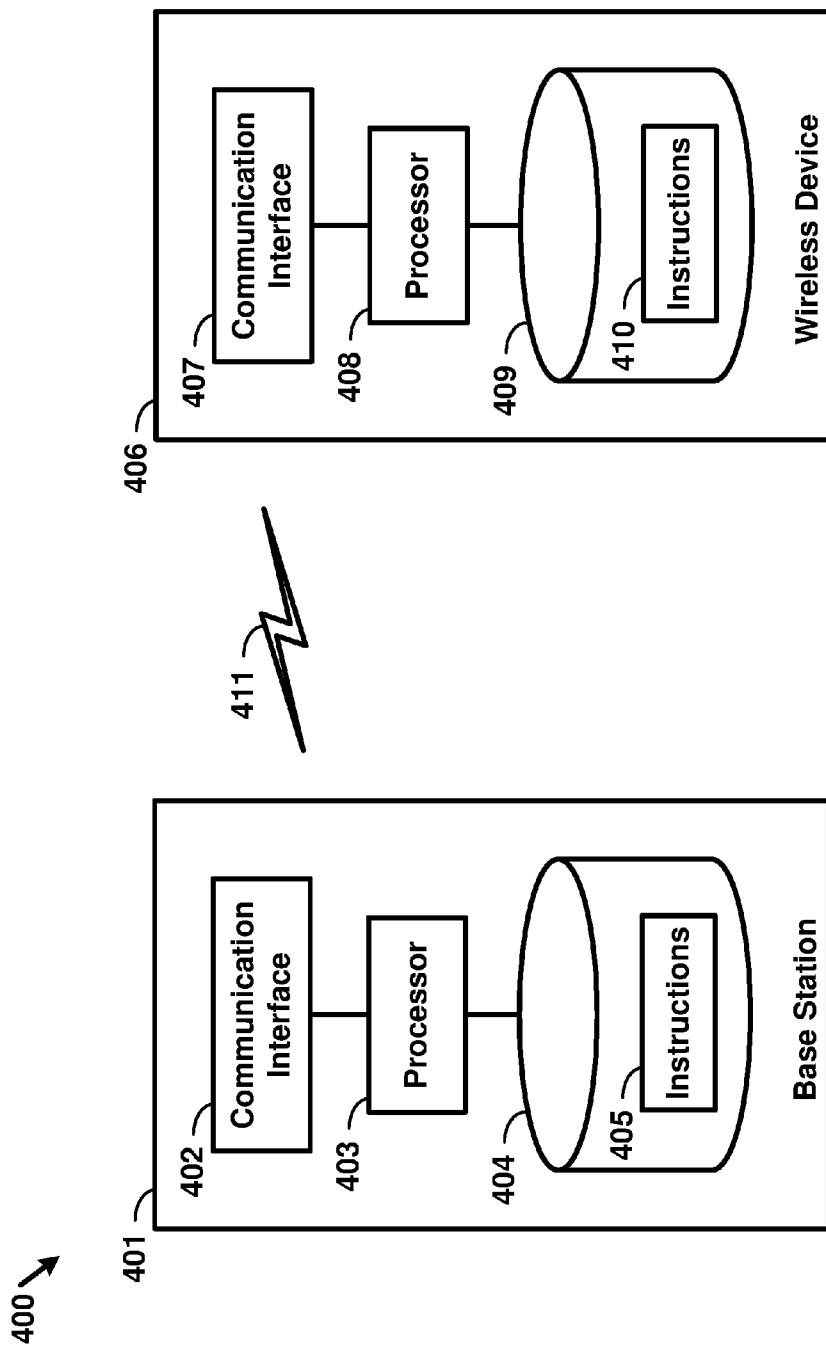 400
401
402
Communication
Interface
403
Processor
404
405
Instructions
Base Station
411
406
407
Communication
Interface
408
Processor
409
410
Instructions
Wireless Device